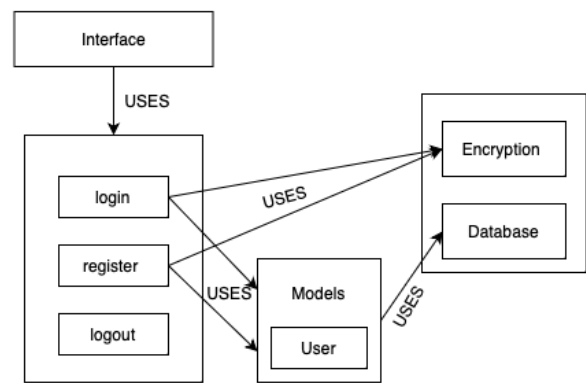 Interface
USES
login
register
logout
USES
USES
Models
User
USES
Encryption
Database